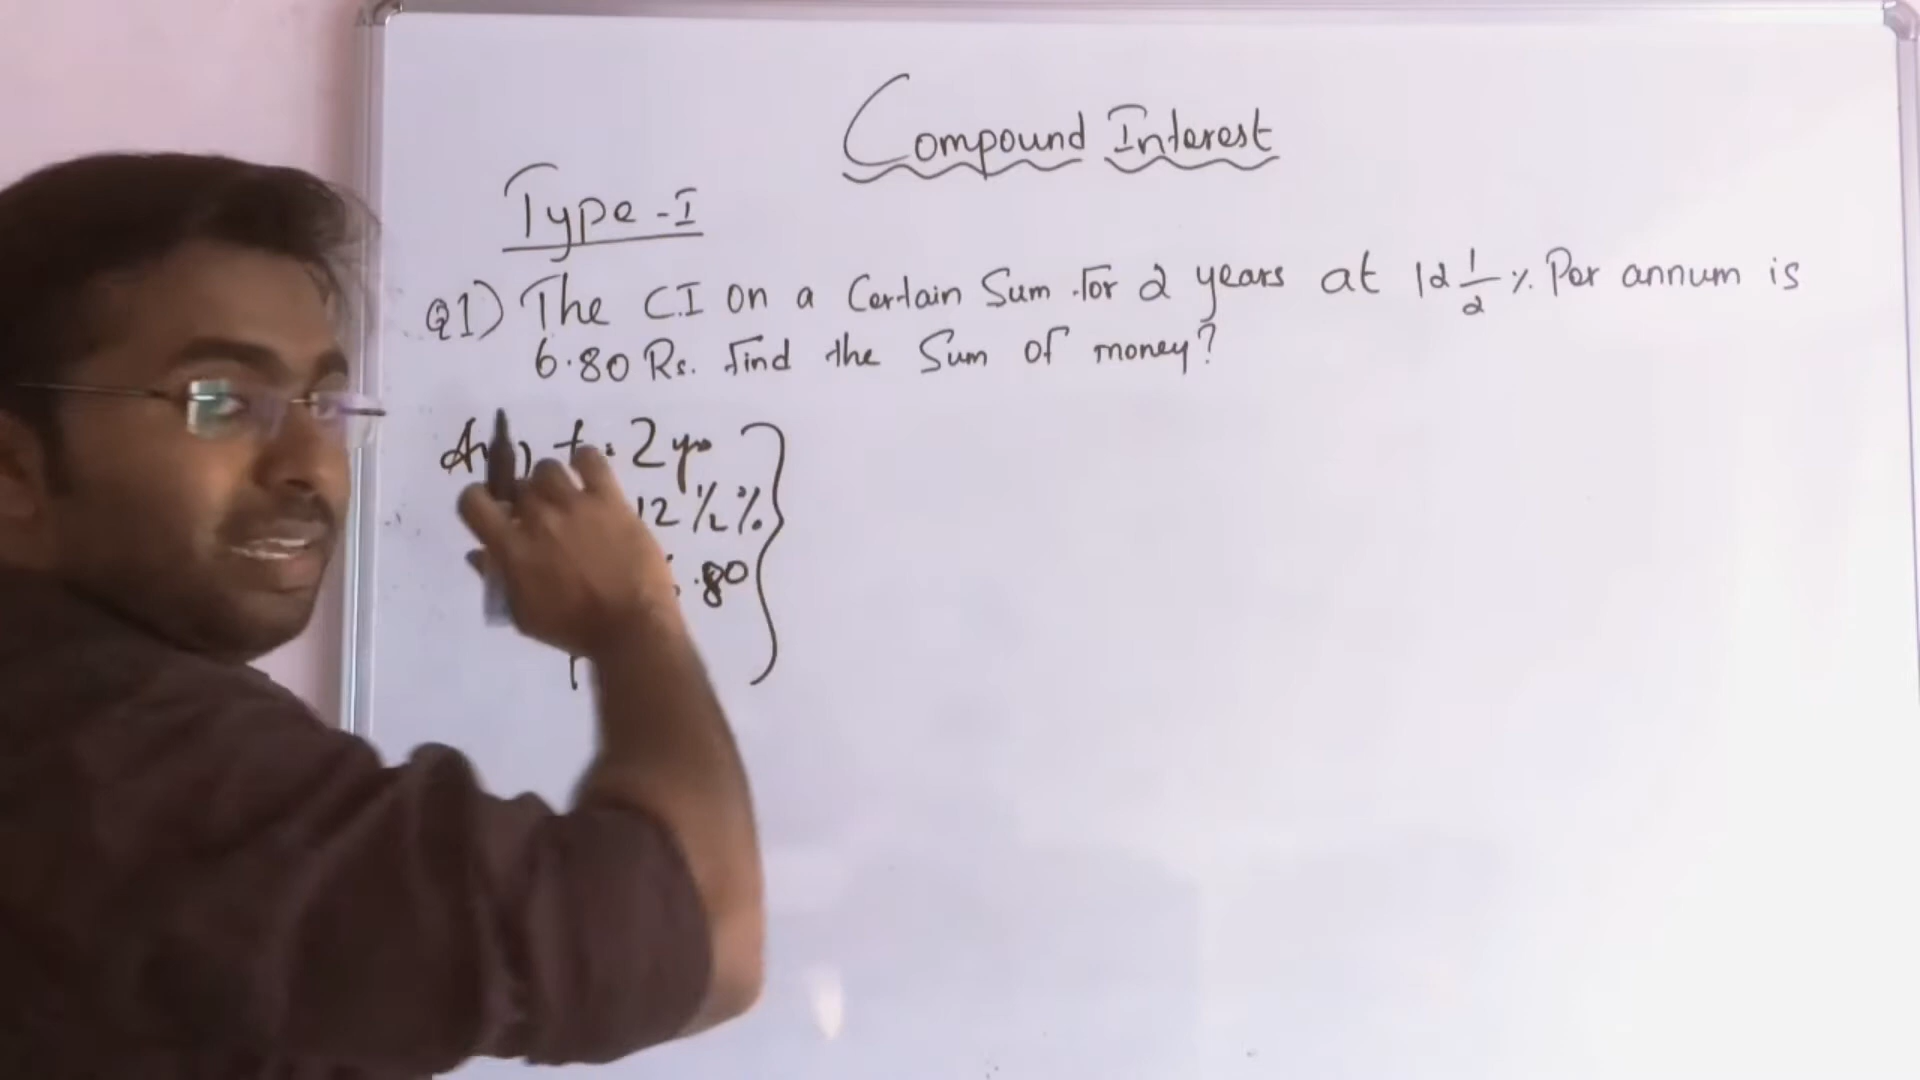 Compound Interest
Type-I
Q1) The C.I on a Certain Sum for 2 years at 12 1/2 % Per annum is
6.80 Rs. find the Sum of money?
2 yrs
12 1/2 %
.80